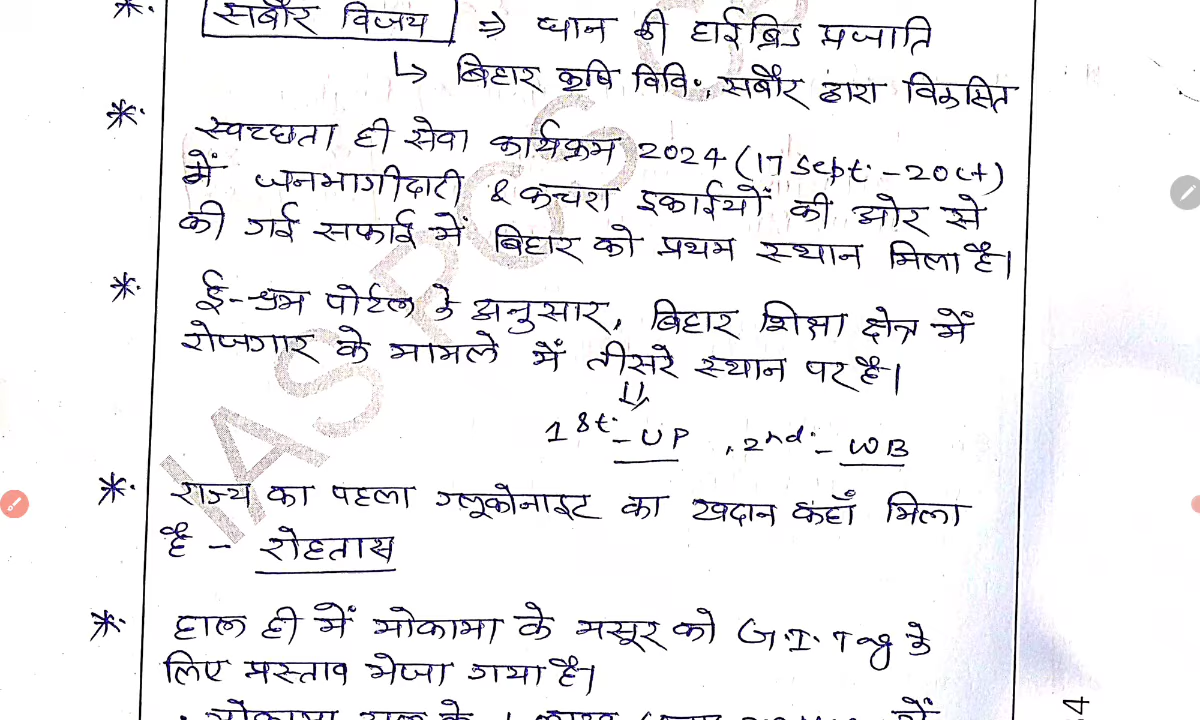 * सबौर विजय ⇒ धान की हाईब्रिड प्रजाति
↳ बिहार कृषि विवि., सबौर द्वारा विकसित
* स्वच्छता ही सेवा कार्यक्रम 2024 (17 Sept. - 2 Oct)
में जनभागीदारी & कचरा इकाईयों की ओर से
की गई सफाई में बिहार को प्रथम स्थान मिला है।
* ई-श्रम पोर्टल के अनुसार, बिहार शिक्षा क्षेत्र में
रोजगार के मामले में तीसरे स्थान पर है।
⇓
1st. - UP, 2nd. - WB
* राज्य का पहला ग्लूकोनाइट का खदान कहाँ मिला
है - रोहतास
* हाल ही में मोकामा के मसूर को G.I. Tag के
लिए प्रस्ताव भेजा गया है।
. मोकामा